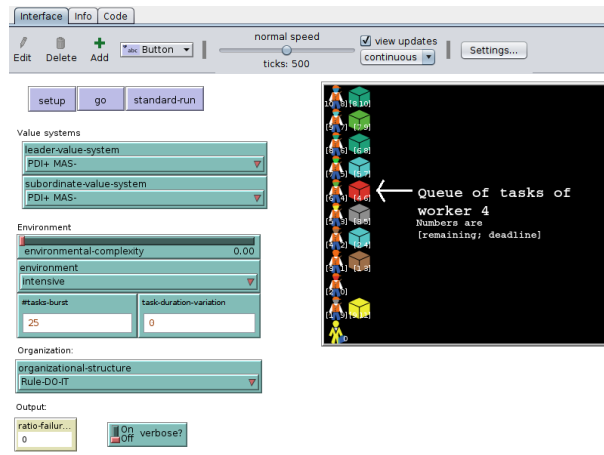 Interface Info Code
Edit Delete Add
abc Button
normal speed
ticks: 500
view updates
continuous
Settings...
setup go standard-run
Value systems
leader-value-system
PDI+ MAS-
subordinate-value-system
PDI+ MAS-
Environment
environmental-complexity 0.00
environment
intensive
#tasks-burst
25
task-duration-variation
0
Organization:
organizational-structure
Rule-DO-IT
Output:
ratio-failur...
0
On
Off
verbose?
Queue of tasks of
worker 4
Numbers are
[remaining; deadline]